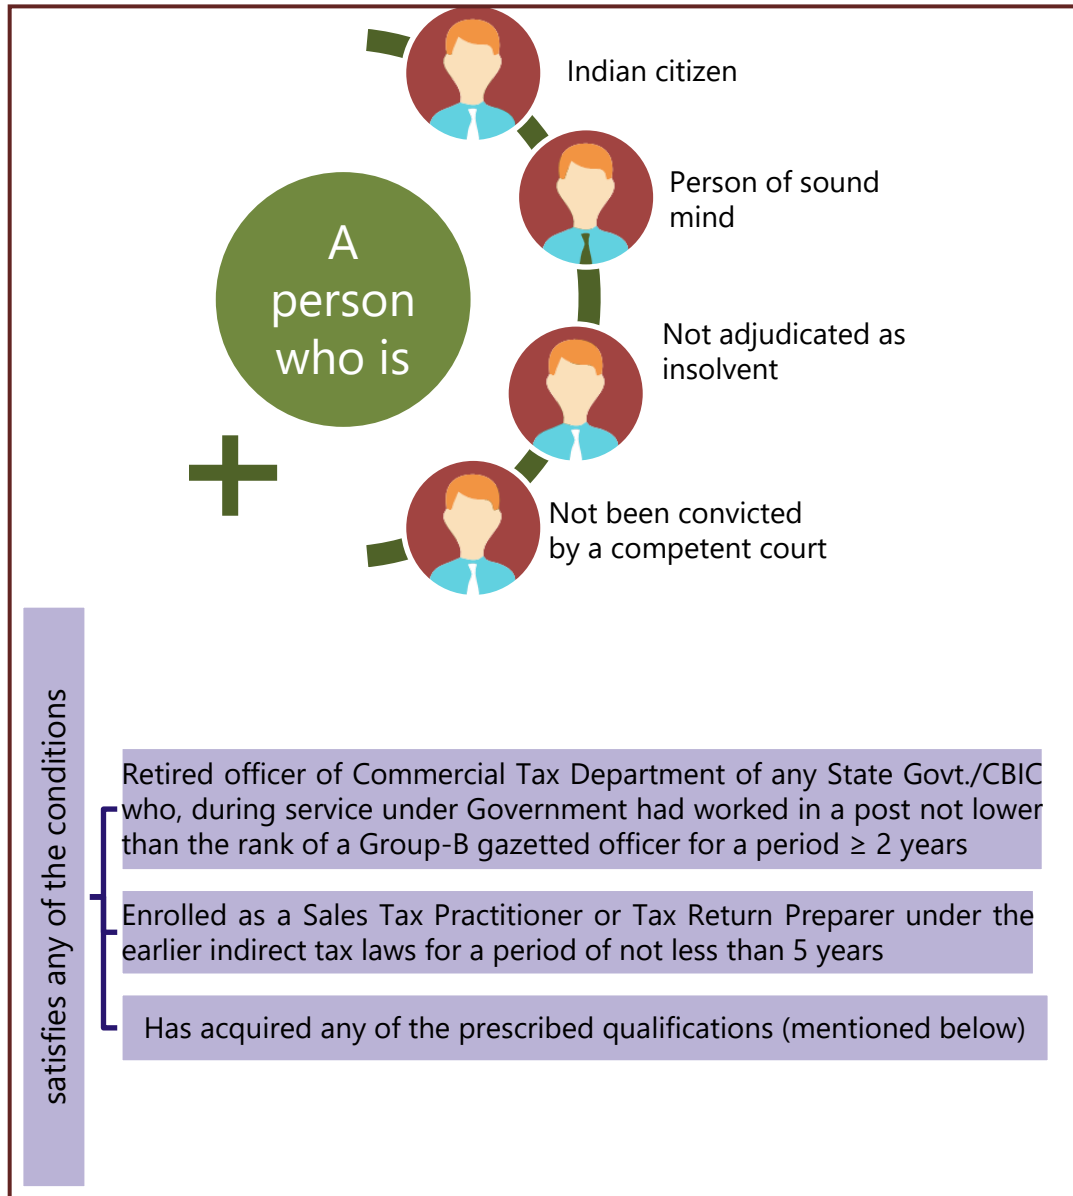 A
person
who is
Indian citizen
Person of sound
mind
Not adjudicated as
insolvent
Not been convicted
by a competent court
satisfies any of the conditions
Retired officer of Commercial Tax Department of any State Govt./CBIC
who, during service under Government had worked in a post not lower
than the rank of a Group-B gazetted officer for a period ≥ 2 years
Enrolled as a Sales Tax Practitioner or Tax Return Preparer under the
earlier indirect tax laws for a period of not less than 5 years
Has acquired any of the prescribed qualifications (mentioned below)